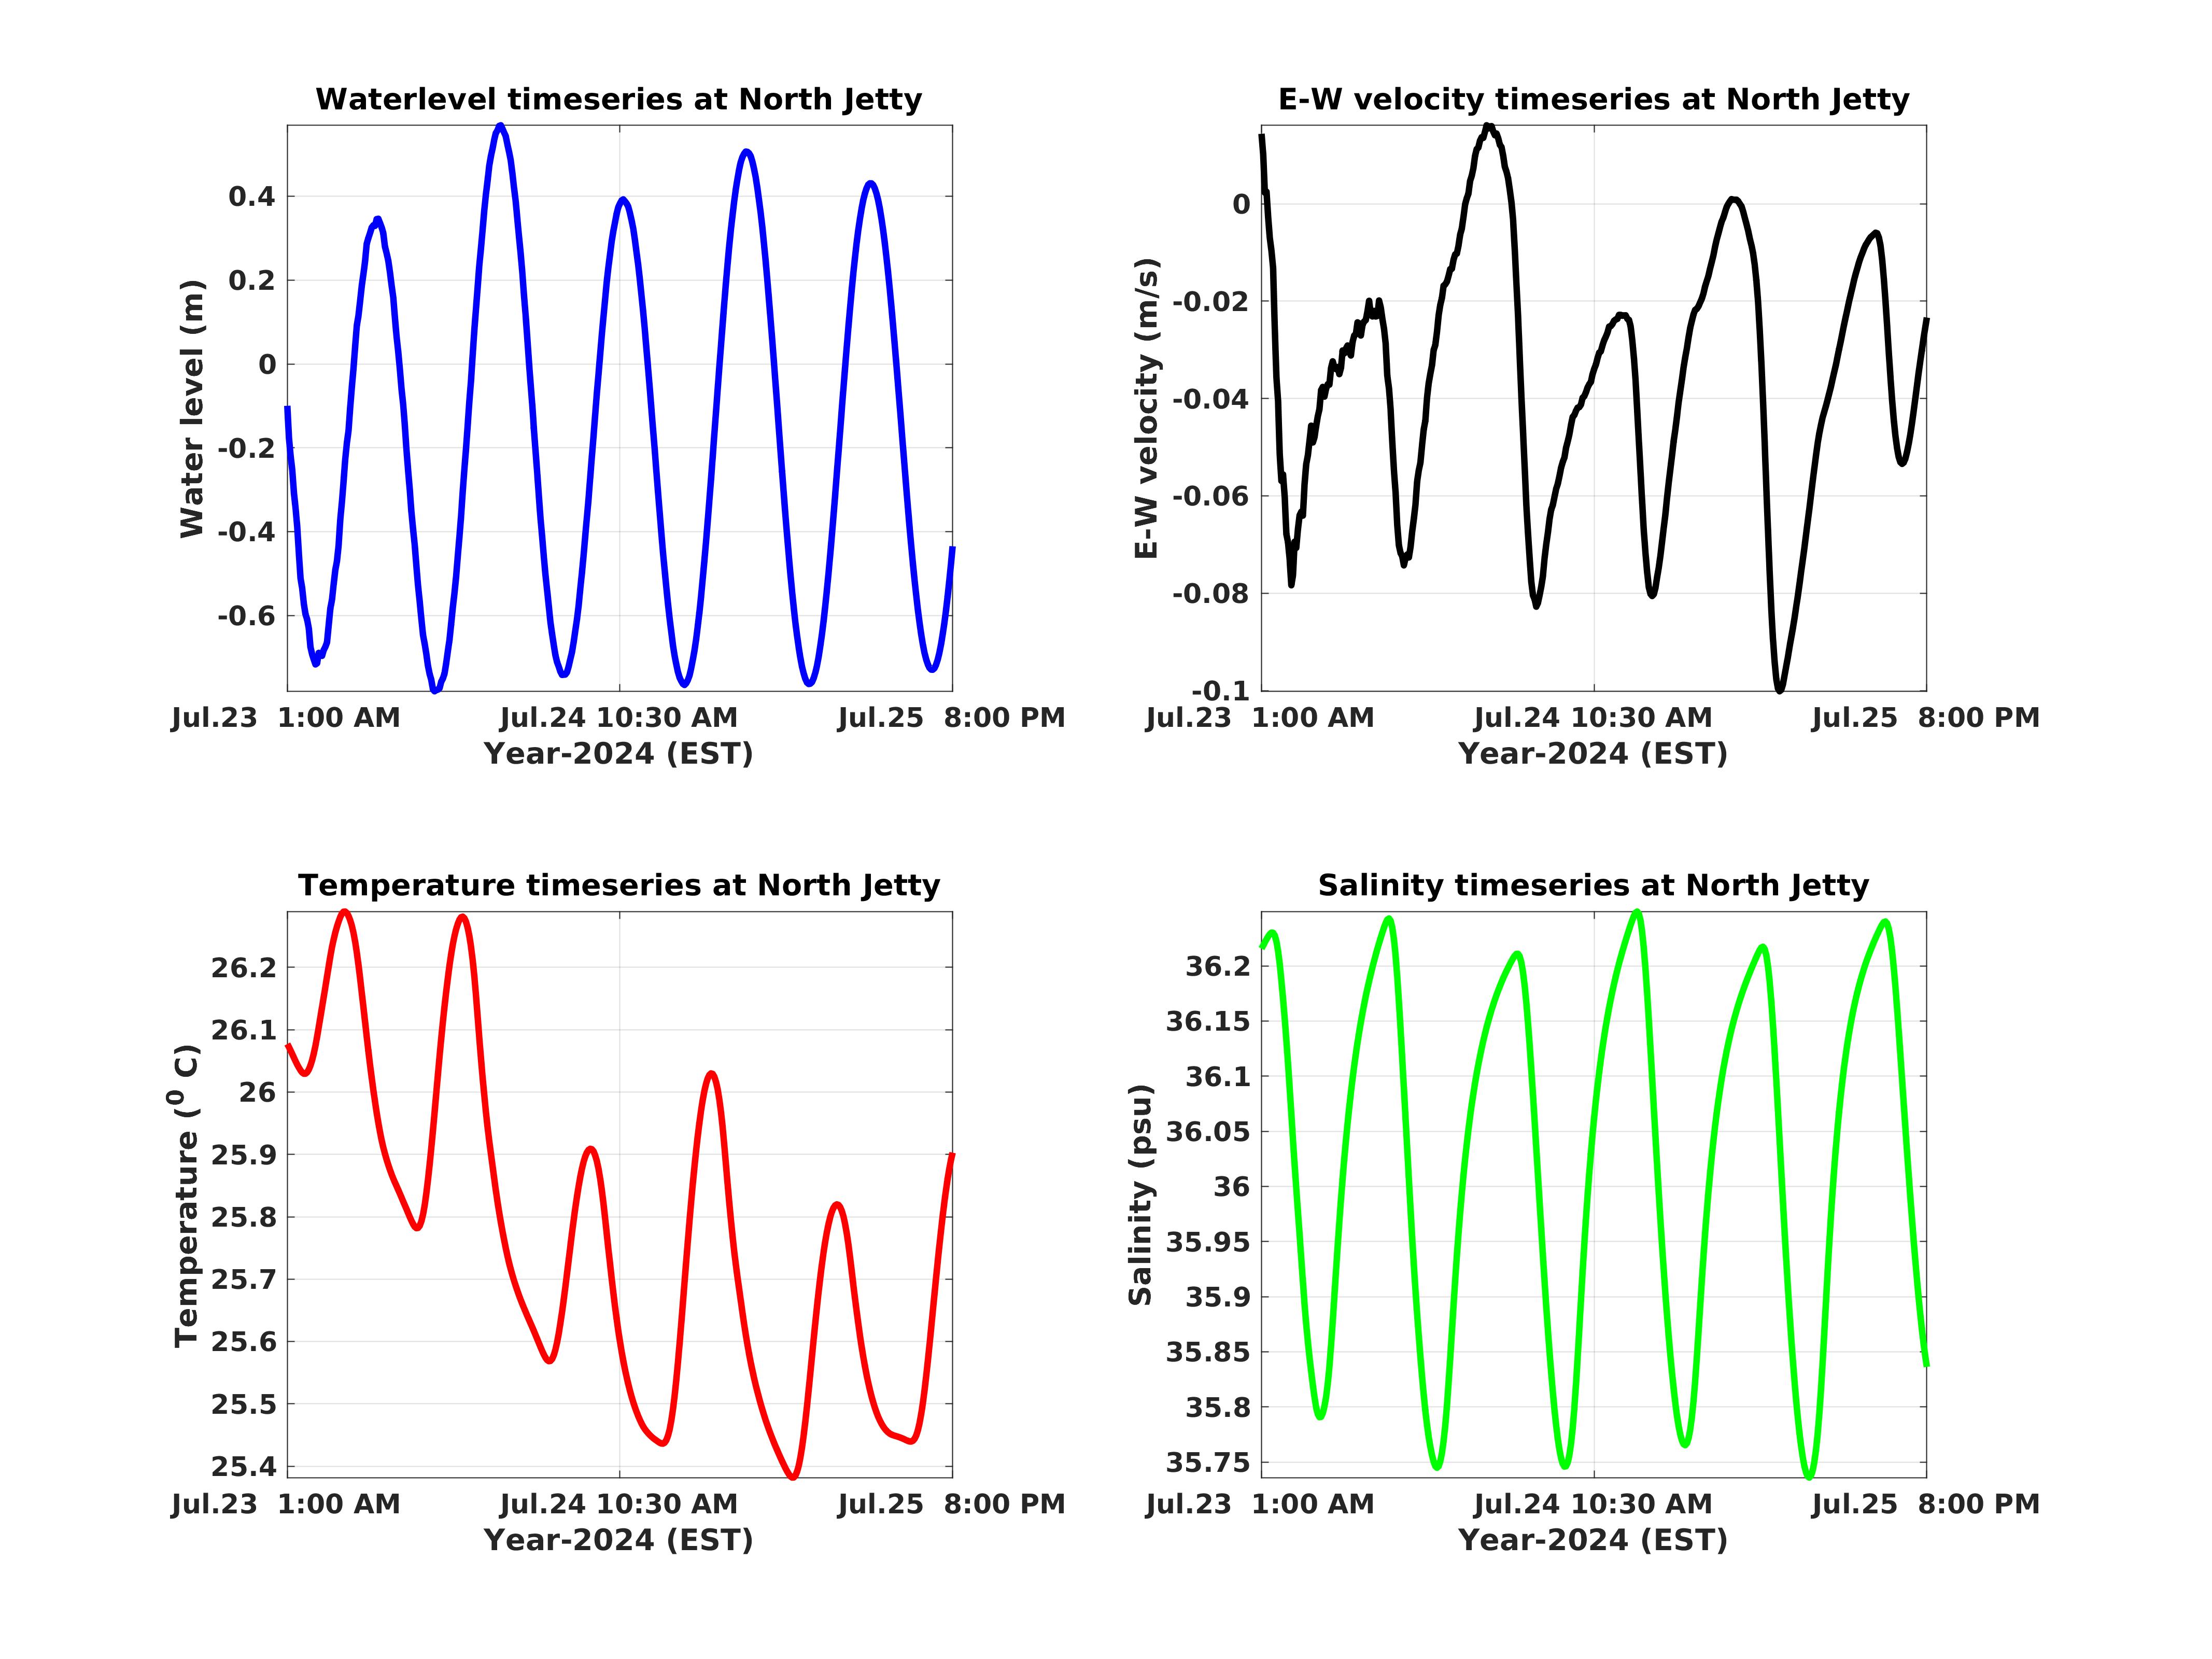 Waterlevel timeseries at North Jetty
Water level (m)
0.4
0.2
0
-0.2
-0.4
-0.6
Jul.23 1:00 AM
Jul.24 10:30 AM
Jul.25 8:00 PM
Year-2024 (EST)
E-W velocity timeseries at North Jetty
E-W velocity (m/s)
0
-0.02
-0.04
-0.06
-0.08
-0.1
Jul.23 1:00 AM
Jul.24 10:30 AM
Jul.25 8:00 PM
Year-2024 (EST)
Temperature timeseries at North Jetty
Temperature (⁰ C)
26.2
26.1
26
25.9
25.8
25.7
25.6
25.5
25.4
Jul.23 1:00 AM
Jul.24 10:30 AM
Jul.25 8:00 PM
Year-2024 (EST)
Salinity timeseries at North Jetty
Salinity (psu)
36.2
36.15
36.1
36.05
36
35.95
35.9
35.85
35.8
35.75
Jul.23 1:00 AM
Jul.24 10:30 AM
Jul.25 8:00 PM
Year-2024 (EST)